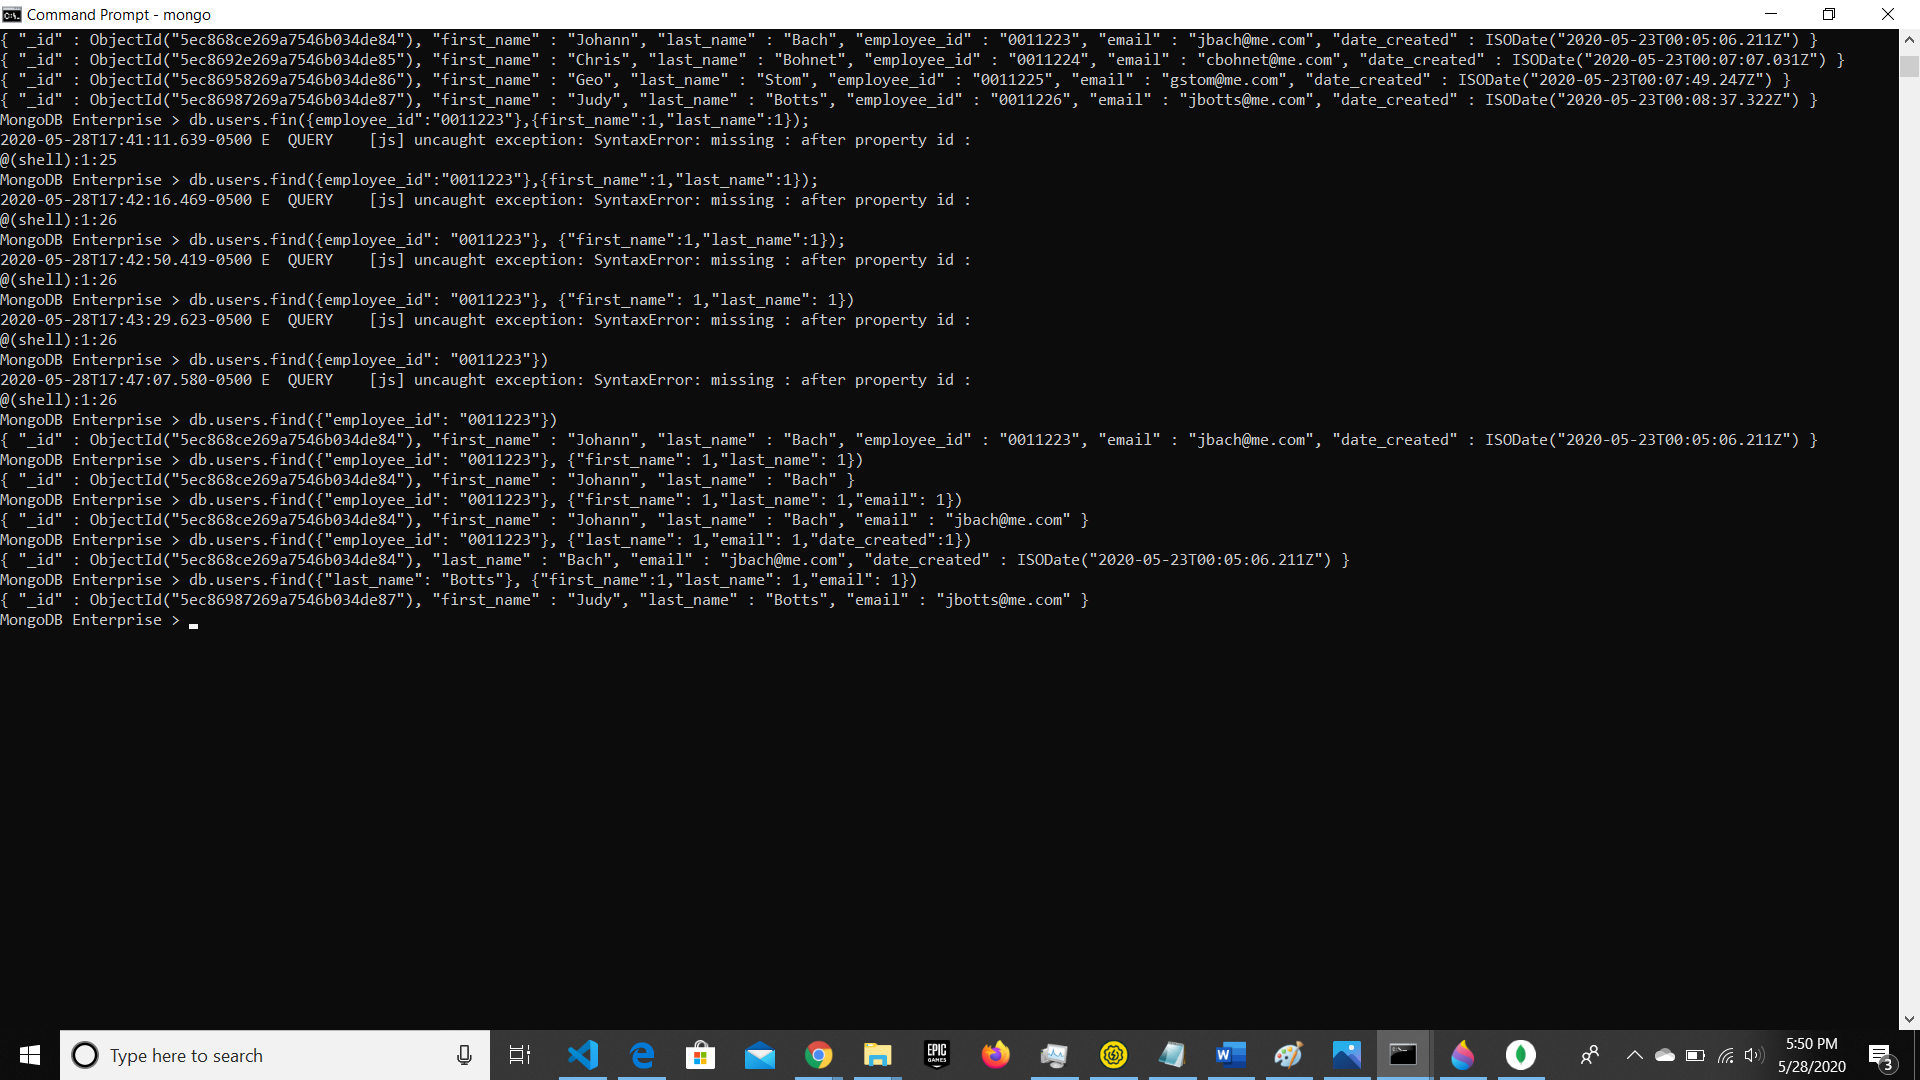 Command Prompt - mongo
{ "_id" : ObjectId("5ec868ce269a7546b034de84"), "first_name" : "Johann", "last_name" : "Bach", "employee_id" : "0011223", "email" : "jbach@me.com", "date_created" : ISODate("2020-05-23T00:05:06.211Z") }
{ "_id" : ObjectId("5ec8692e269a7546b034de85"), "first_name" : "Chris", "last_name" : "Bohnet", "employee_id" : "0011224", "email" : "cbohnet@me.com", "date_created" : ISODate("2020-05-23T00:07:07.031Z") }
{ "_id" : ObjectId("5ec86958269a7546b034de86"), "first_name" : "Geo", "last_name" : "Stom", "employee_id" : "0011225", "email" : "gstom@me.com", "date_created" : ISODate("2020-05-23T00:07:49.247Z") }
{ "_id" : ObjectId("5ec86987269a7546b034de87"), "first_name" : "Judy", "last_name" : "Botts", "employee_id" : "0011226", "email" : "jbotts@me.com", "date_created" : ISODate("2020-05-23T00:08:37.322Z") }
MongoDB Enterprise > db.fin({employee_id":"0011223"},{first_name":1,"last_name":1});
2020-05-28T17:41:11.639-0500 E  QUERY    [js] uncaught exception: SyntaxError: missing : after property id :
@(shell):1:25
MongoDB Enterprise > db.users.find({employee_id":"0011223"},{first_name":1,"last_name":1});
2020-05-28T17:42:16.469-0500 E  QUERY    [js] uncaught exception: SyntaxError: missing : after property id :
@(shell):1:26
MongoDB Enterprise > db.users.find({employee_id": "0011223"}, {"first_name":1,"last_name":1});
2020-05-28T17:42:50.419-0500 E  QUERY    [js] uncaught exception: SyntaxError: missing : after property id :
@(shell):1:26
MongoDB Enterprise > db.users.find({employee_id": "0011223"}, {"first_name": 1,"last_name": 1})
2020-05-28T17:43:29.623-0500 E  QUERY    [js] uncaught exception: SyntaxError: missing : after property id :
@(shell):1:26
MongoDB Enterprise > db.users.find({employee_id": "0011223"})
2020-05-28T17:47:07.580-0500 E  QUERY    [js] uncaught exception: SyntaxError: missing : after property id :
@(shell):1:26
MongoDB Enterprise > db.users.find({"employee_id": "0011223"})
{ "_id" : ObjectId("5ec868ce269a7546b034de84"), "first_name" : "Johann", "last_name" : "Bach", "employee_id" : "0011223", "email" : "jbach@me.com", "date_created" : ISODate("2020-05-23T00:05:06.211Z") }
MongoDB Enterprise > db.users.find({"employee_id": "0011223"}, {"first_name": 1,"last_name": 1})
{ "_id" : ObjectId("5ec868ce269a7546b034de84"), "first_name" : "Johann", "last_name" : "Bach" }
MongoDB Enterprise > db.users.find({"employee_id": "0011223"}, {"first_name": 1,"last_name": 1,"email": 1})
{ "_id" : ObjectId("5ec868ce269a7546b034de84"), "first_name" : "Johann", "last_name" : "Bach", "email" : "jbach@me.com" }
MongoDB Enterprise > db.users.find({"employee_id": "0011223"}, {"last_name": 1,"email": 1,"date_created":1})
{ "_id" : ObjectId("5ec868ce269a7546b034de84"), "last_name" : "Bach", "email" : "jbach@me.com", "date_created" : ISODate("2020-05-23T00:05:06.211Z") }
MongoDB Enterprise > db.users.find({"last_name": "Botts"}, {"first_name":1,"last_name": 1,"email": 1})
{ "_id" : ObjectId("5ec86987269a7546b034de87"), "first_name" : "Judy", "last_name" : "Botts", "email" : "jbotts@me.com" }
MongoDB Enterprise >
Type here to search
EPIC GAMES
5:50 PM
5/28/2020
3